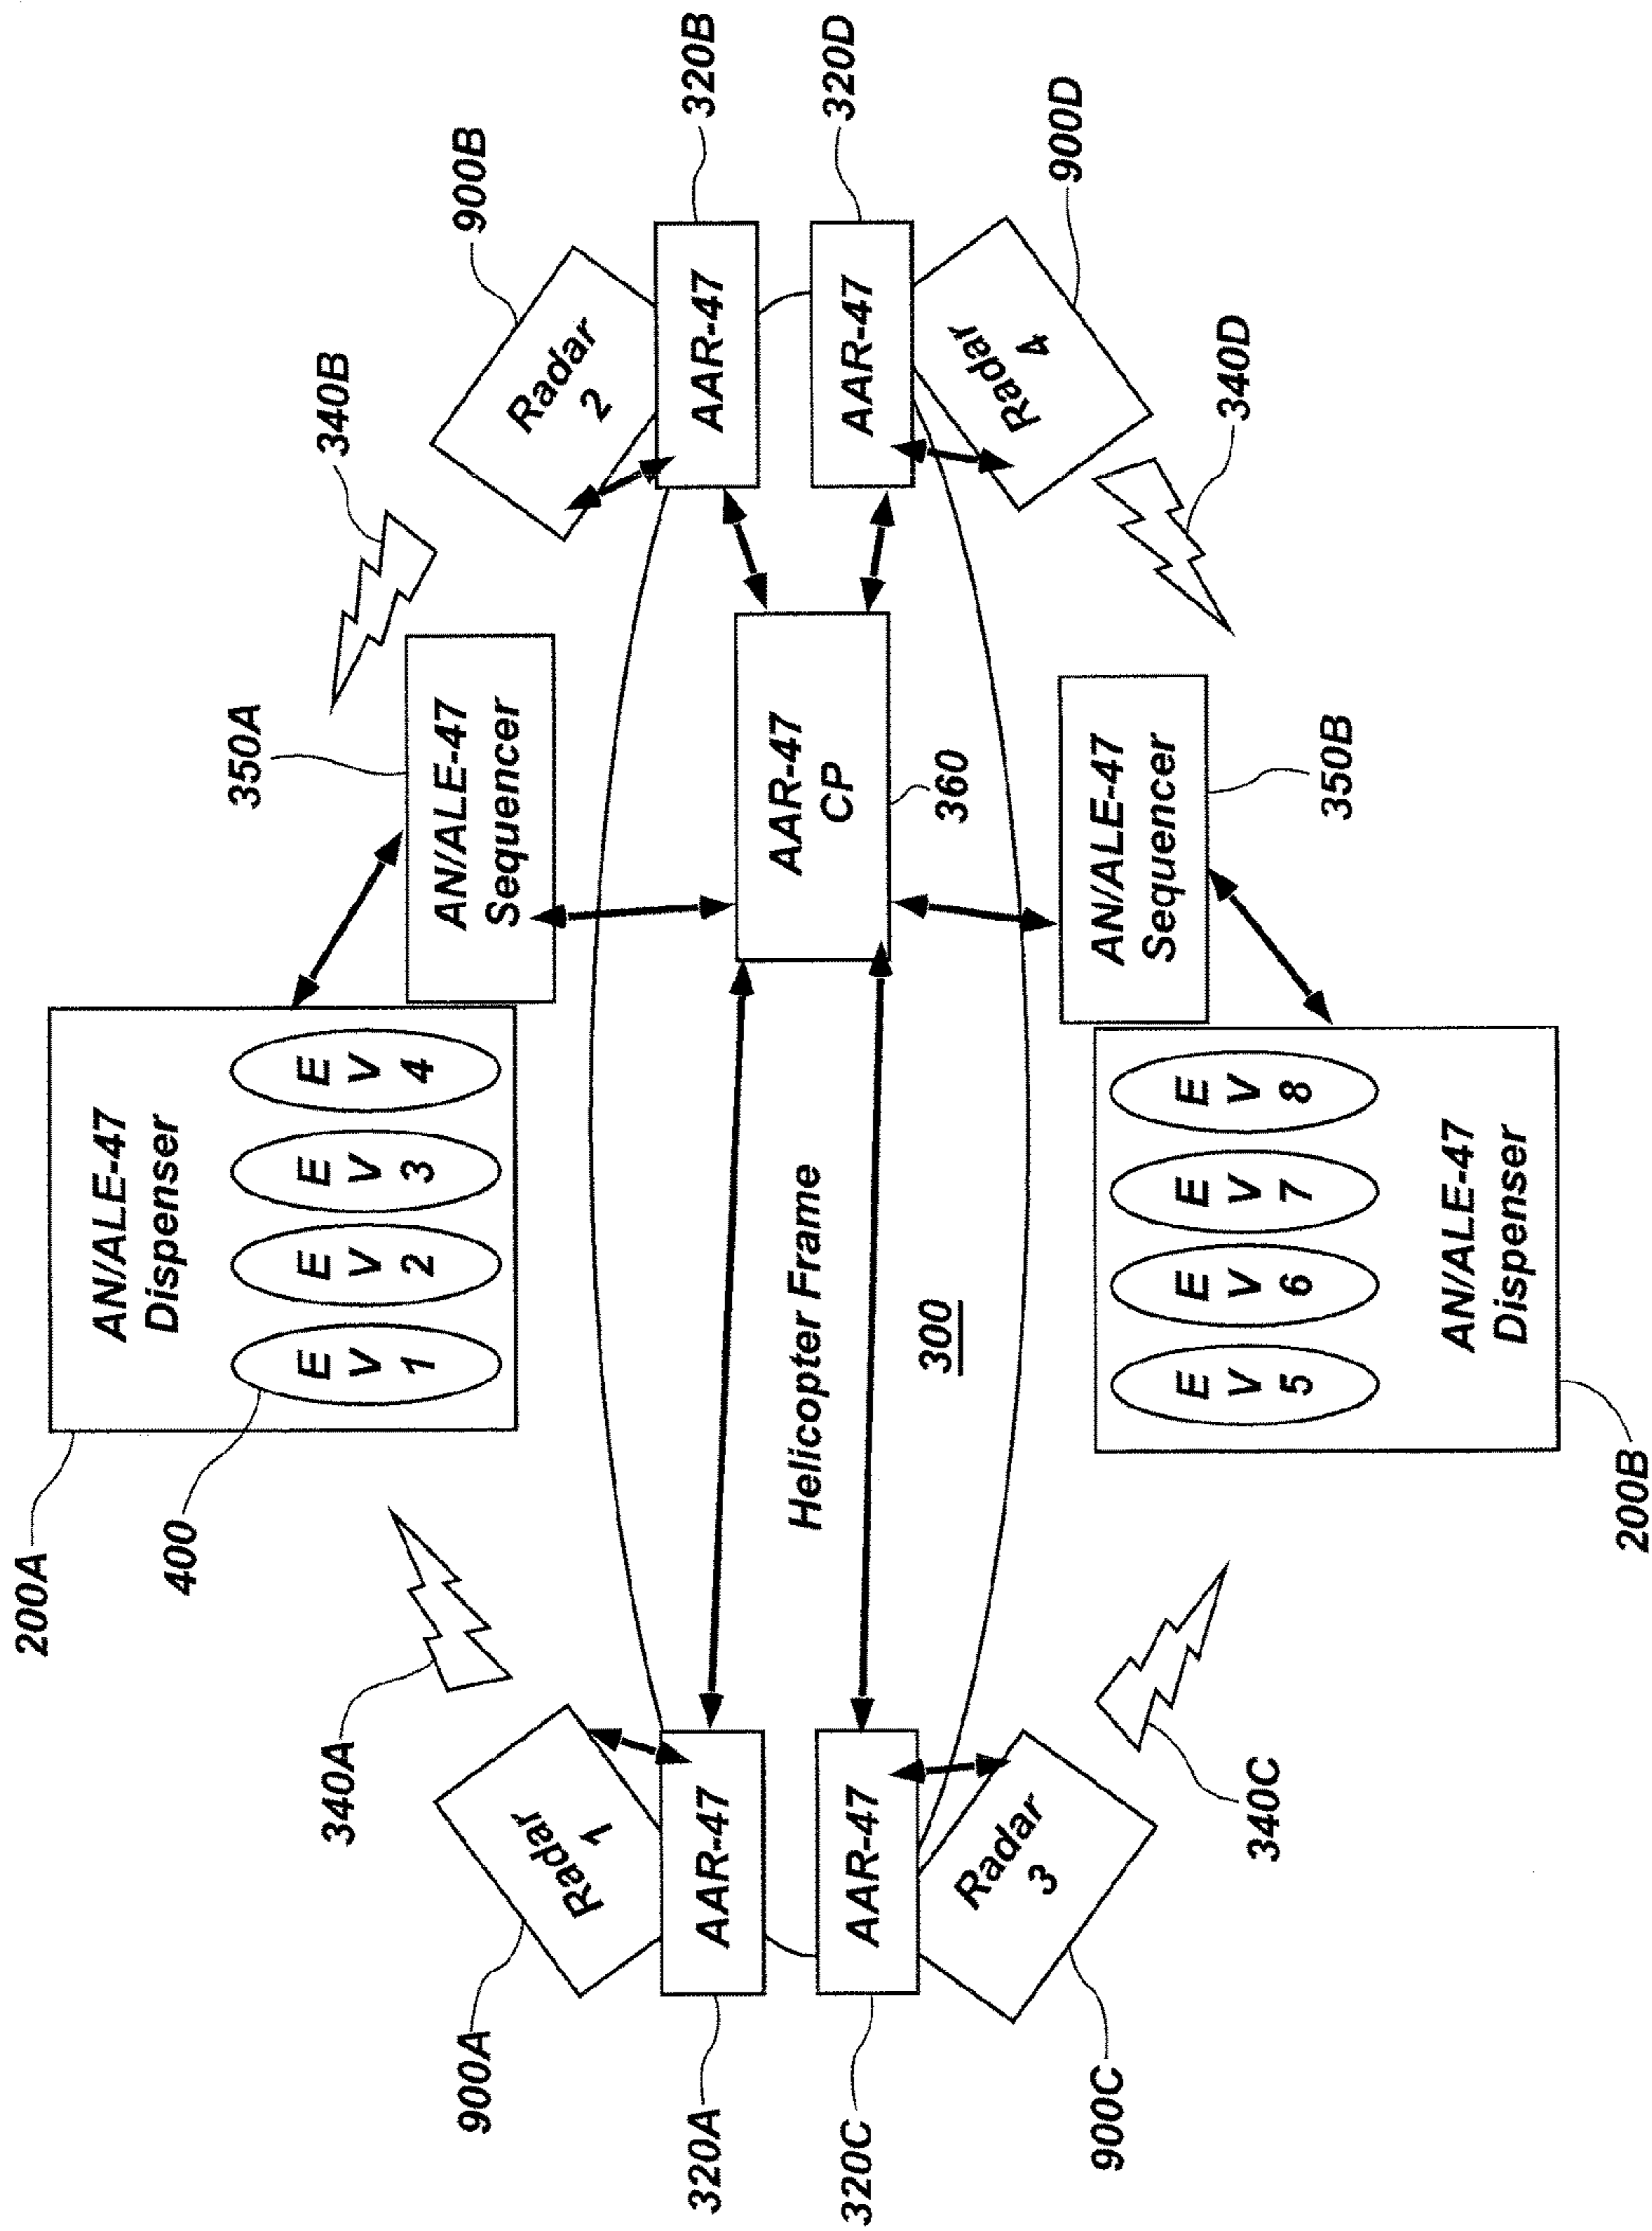 200A
AN/ALE-47
Dispenser
400
350A
E
V
1
E
V
2
E
V
3
E
V
4
340A
340B
AN/ALE-47
Sequencer
900A
900B
Radar
1
Radar
2
320A
AAR-47
AAR-47
320B
Helicopter Frame
AAR-47
CP
320C
AAR-47
AAR-47
320D
300
360
Radar
3
Radar
4
900C
900D
AN/ALE-47
Sequencer
E
V
5
E
V
6
E
V
7
E
V
8
340C
340D
350B
AN/ALE-47
Dispenser
200B